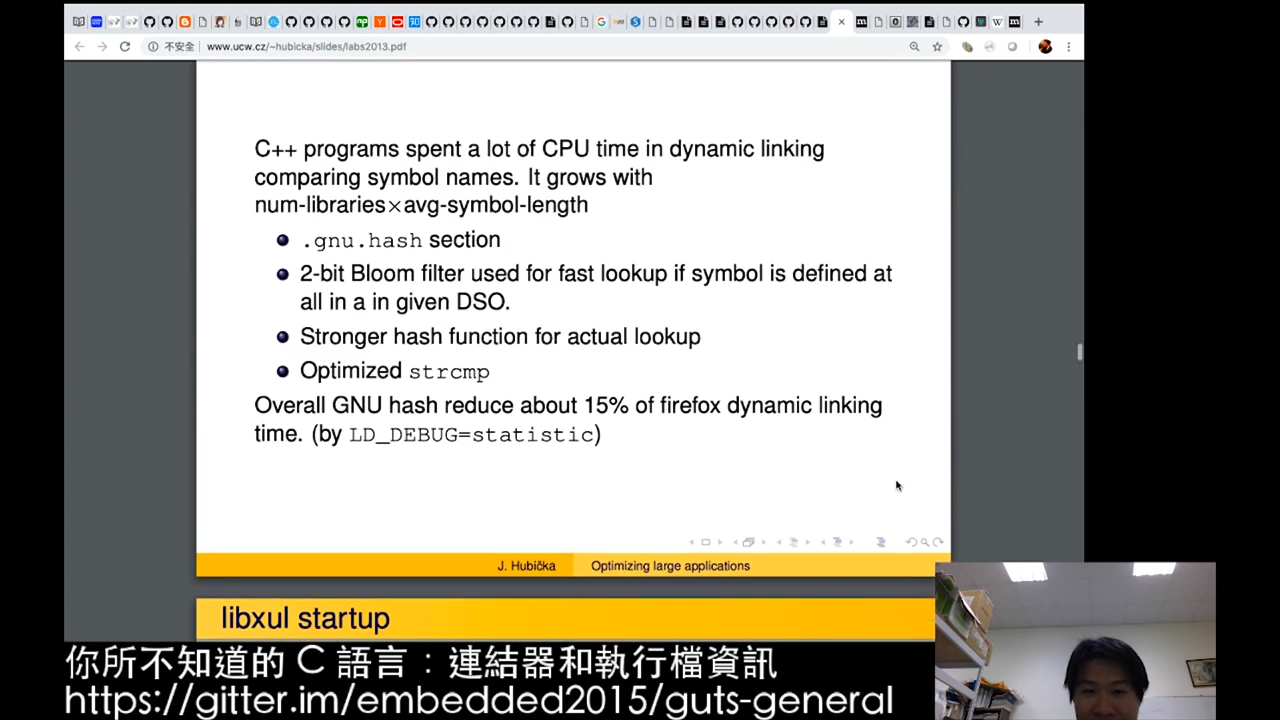 不安全
www.ucw.cz/~hubicka/slides/labs2013.pdf
C++ programs spent a lot of CPU time in dynamic linking
comparing symbol names. It grows with
num-libraries×avg-symbol-length
.gnu.hash section
2-bit Bloom filter used for fast lookup if symbol is defined at
all in a in given DSO.
Stronger hash function for actual lookup
Optimized strcmp
Overall GNU hash reduce about 15% of firefox dynamic linking
time. (by LD_DEBUG=statistic)
J. Hubička
Optimizing large applications
libxul startup
你所不知道的 C 語言：連結器和執行檔資訊
https://gitter.im/embedded2015/guts-general